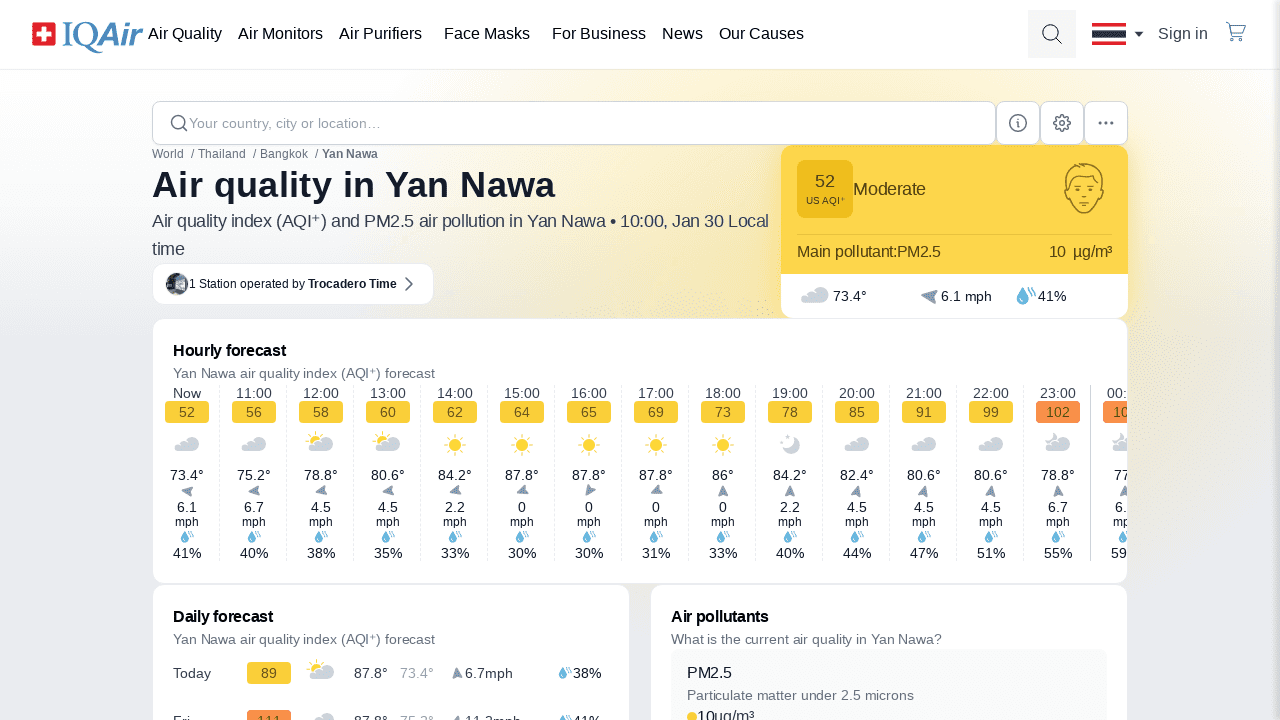 IQAir
Air Quality
Air Monitors
Air Purifiers
Face Masks
For Business
News
Our Causes
Sign in
Your country, city or location...
World / Thailand / Bangkok / Yan Nawa
Air quality in Yan Nawa
Air quality index (AQI⁺) and PM2.5 air pollution in Yan Nawa • 10:00, Jan 30 Local
time
1 Station operated by Trocadero Time
52
US AQI⁺
Moderate
Main pollutant:PM2.5
10 µg/m³
73.4°
6.1 mph
41%
Hourly forecast
Yan Nawa air quality index (AQI⁺) forecast
Now 11:00 12:00 13:00 14:00 15:00 16:00 17:00 18:00 19:00 20:00 21:00 22:00 23:00
52 56 58 60 62 64 65 69 73 78 85 91 99 102
73.4° 75.2° 78.8° 80.6° 84.2° 87.8° 87.8° 87.8° 86° 84.2° 82.4° 80.6° 80.6° 78.8°
6.1 6.7 4.5 4.5 2.2 0 0 0 0 2.2 4.5 4.5 4.5 6.7
mph mph mph mph mph mph mph mph mph mph mph mph mph mph
41% 40% 38% 35% 33% 30% 30% 31% 33% 40% 44% 47% 51% 55%
Daily forecast
Yan Nawa air quality index (AQI⁺) forecast
Today 89 87.8° 73.4° 6.7mph 38%
Fri 111 87.8° 75.2° 11.2mph 41%
Air pollutants
What is the current air quality in Yan Nawa?
PM2.5
Particulate matter under 2.5 microns
10µg/m³